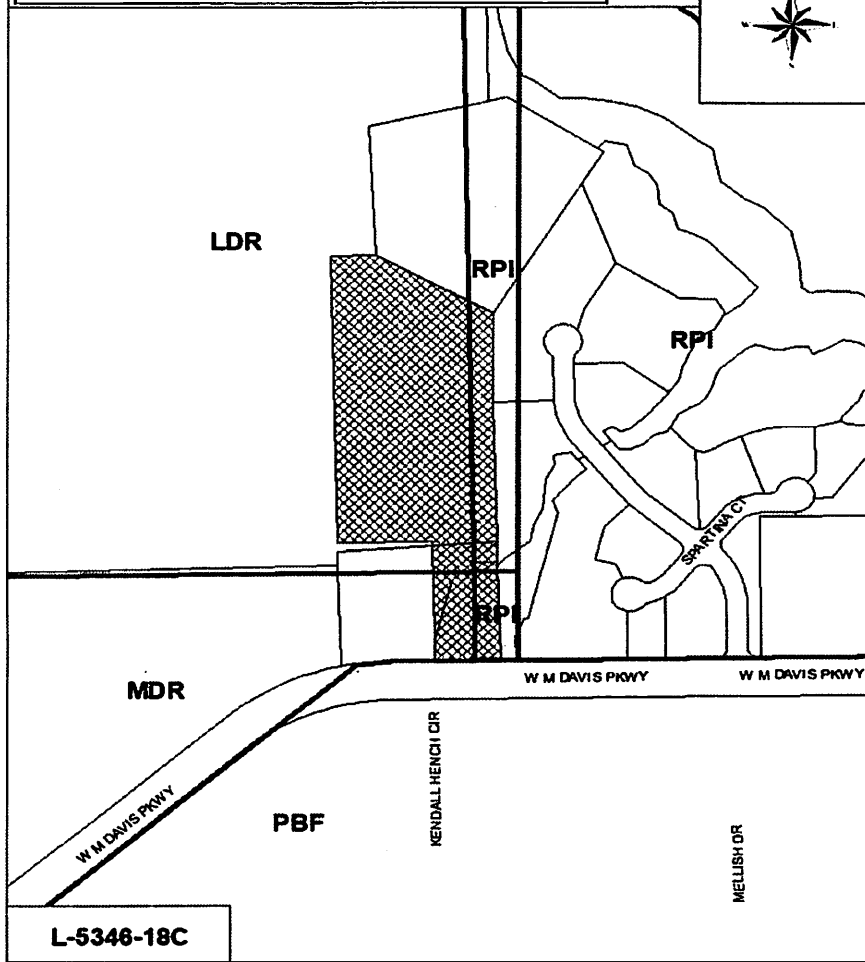 LDR
RPI
RPI
SPARTINA CT
RPI
W M DAVIS PKWY
W M DAVIS PKWY
MDR
KENDALL HENCH CIR
W M DAVIS PKWY
PBF
MELLISH DR
L-5346-18C